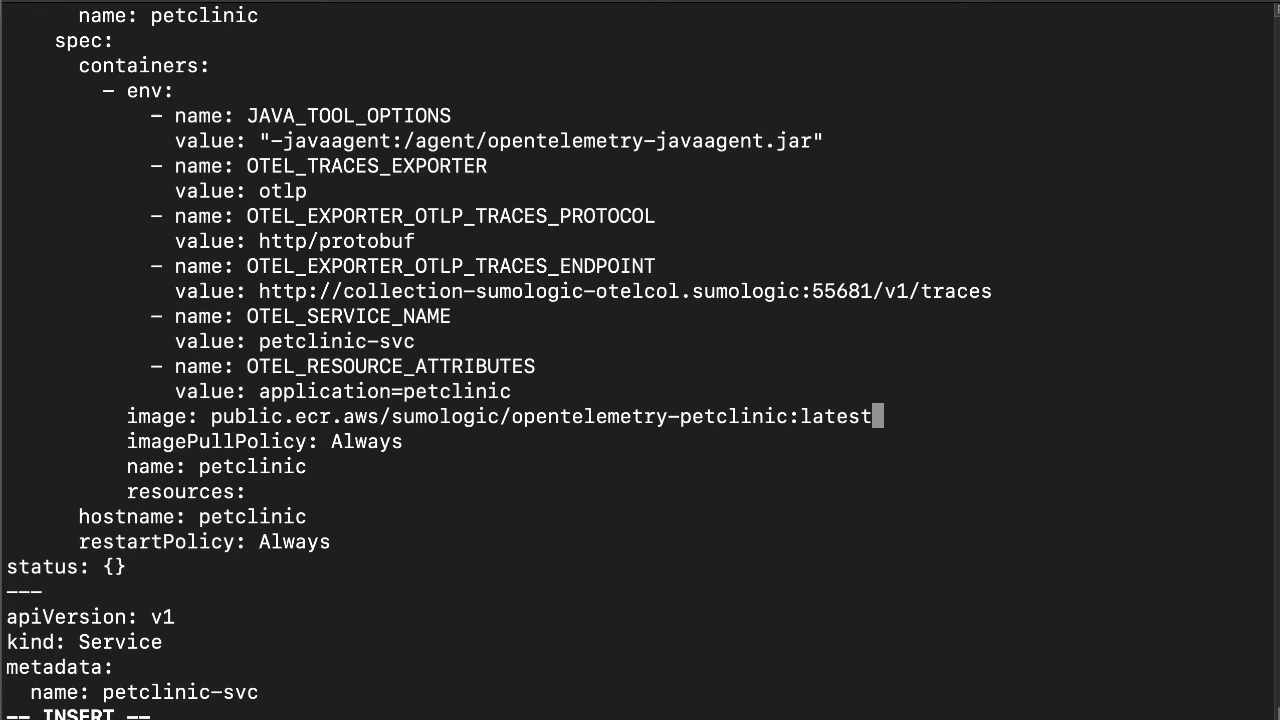 name: petclinic
spec:
containers:
- env:
- name: JAVA_TOOL_OPTIONS
value: "-javaagent:/agent/opentelemetry-javaagent.jar"
- name: OTEL_TRACES_EXPORTER
value: otlp
- name: OTEL_EXPORTER_OTLP_TRACES_PROTOCOL
value: http/protobuf
- name: OTEL_EXPORTER_OTLP_TRACES_ENDPOINT
value: http://collection-sumologic-otelcol.sumologic:55681/v1/traces
- name: OTEL_SERVICE_NAME
value: petclinic-svc
- name: OTEL_RESOURCE_ATTRIBUTES
value: application=petclinic
image: public.ecr.aws/sumologic/opentelemetry-petclinic:latest
imagePullPolicy: Always
name: petclinic
resources:
hostname: petclinic
restartPolicy: Always
status: {}
---
apiVersion: v1
kind: Service
metadata:
name: petclinic-svc
-- INSERT --